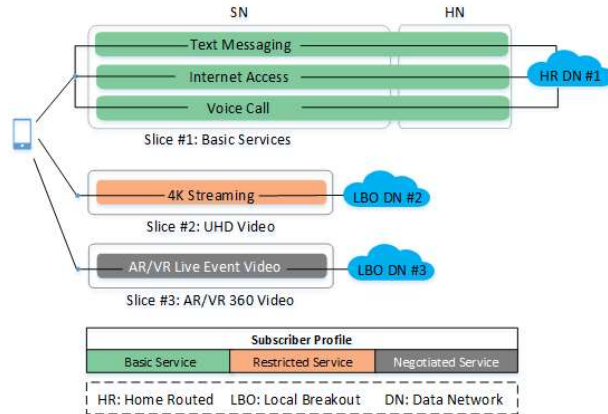 SN HN
Text Messaging
Internet Access
HR DN #1
Voice Call
Slice #1: Basic Services
4K Streaming
LBO DN #2
Slice #2: UHD Video
AR/VR Live Event Video
LBO DN #3
Slice #3: AR/VR 360 Video
Subscriber Profile
Basic Service Restricted Service Negotiated Service
HR: Home Routed LBO: Local Breakout DN: Data Network